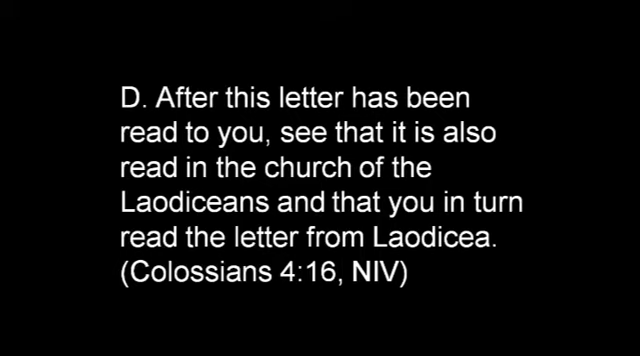 D. After this letter has been
read to you, see that it is also
read in the church of the
Laodiceans and that you in turn
read the letter from Laodicea.
(Colossians 4:16, NIV)